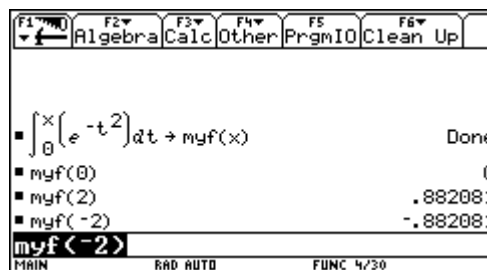 F1 F2 Algebra F3 Calc F4 Other F5 PrgmIO F6 Clean Up
∫₀ˣ(e^-t²)dt → myf(x) Done
myf(0) 0
myf(2) .88208
myf(-2) -.88208
myf(-2)
MAIN RAD AUTO FUNC 4/30